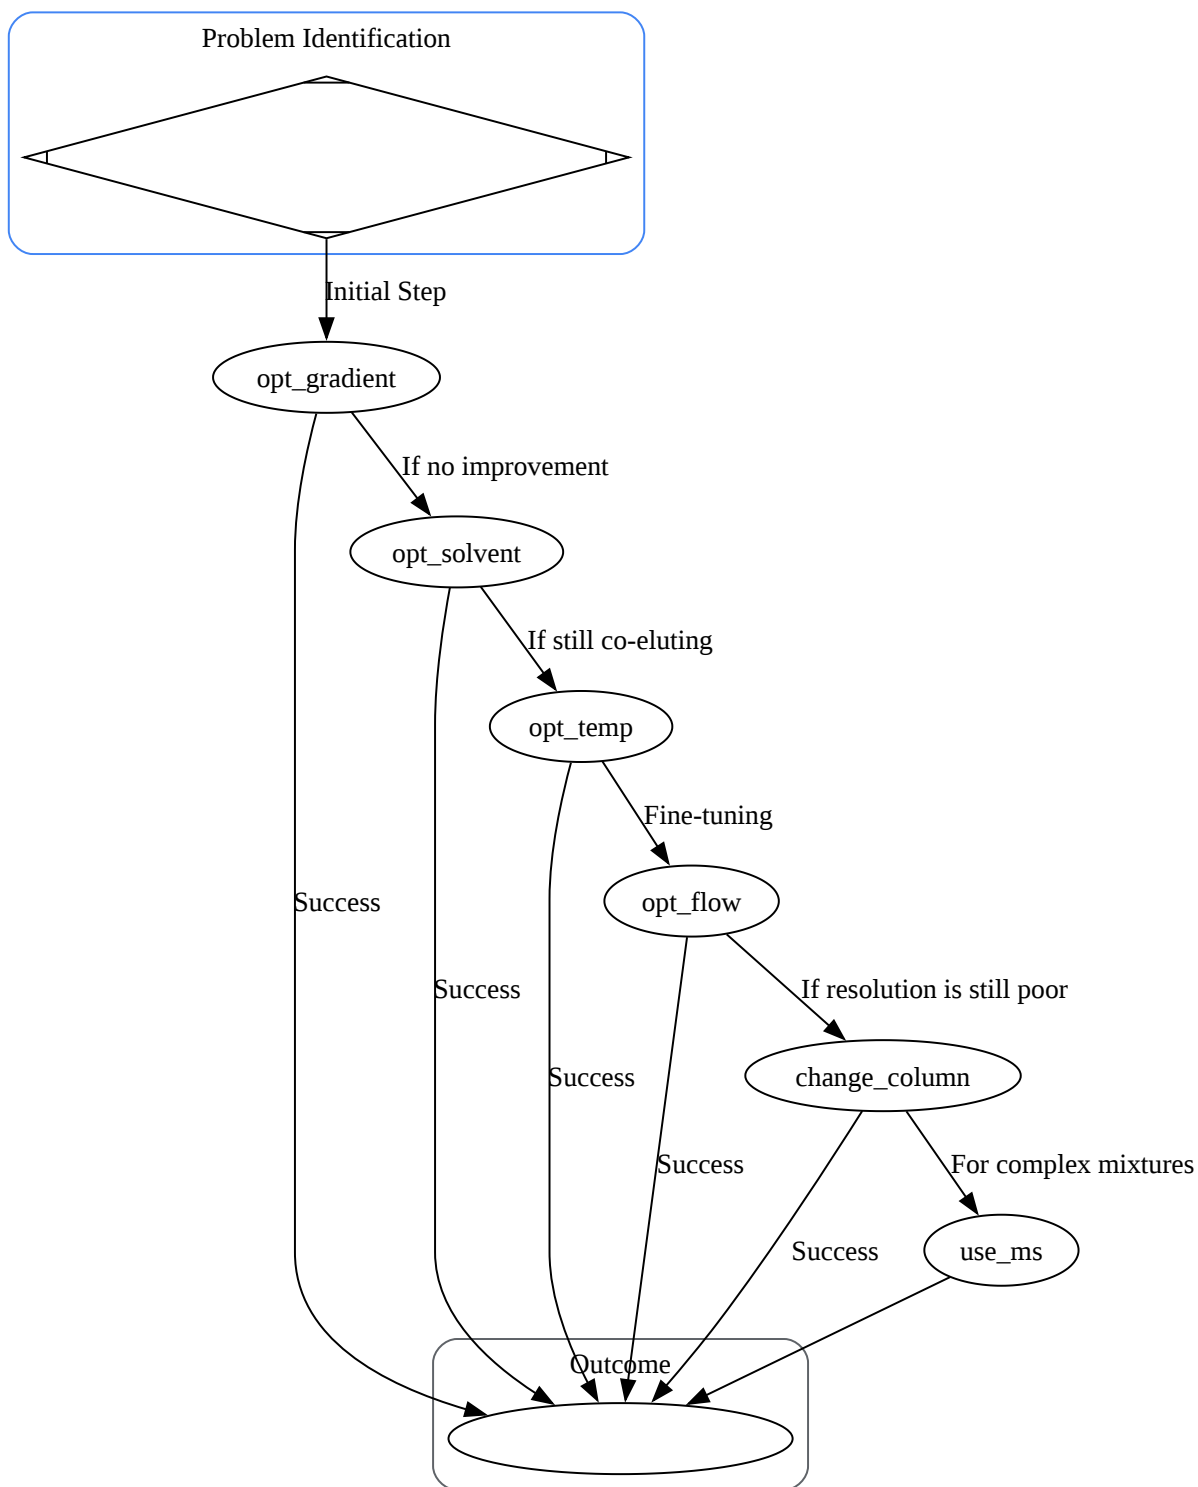 Problem Identification
Initial Step
opt_gradient
If no improvement
opt_solvent
If still co-eluting
opt_temp
Fine-tuning
opt_flow
Success
If resolution is still poor
Success
change_column
Success
Success
For complex mixtures
Success
use_ms
Outcome